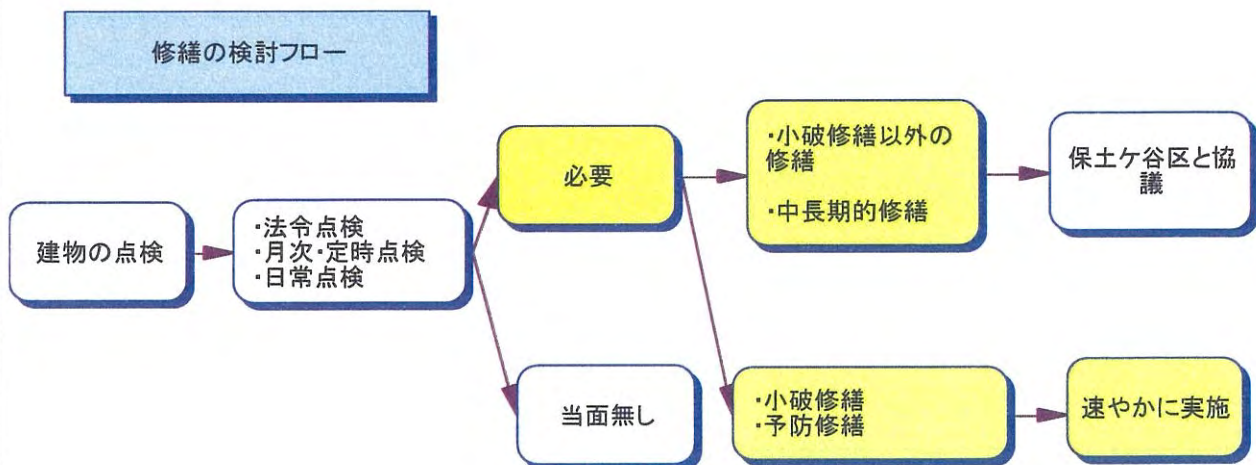 修繕の検討フロー
建物の点検
・法令点検
・月次・定時点検
・日常点検
必要
当面無し
・小破修繕以外の
修繕
・中長期的修繕
保土ケ谷区と協
議
・小破修繕
・予防修繕
速やかに実施